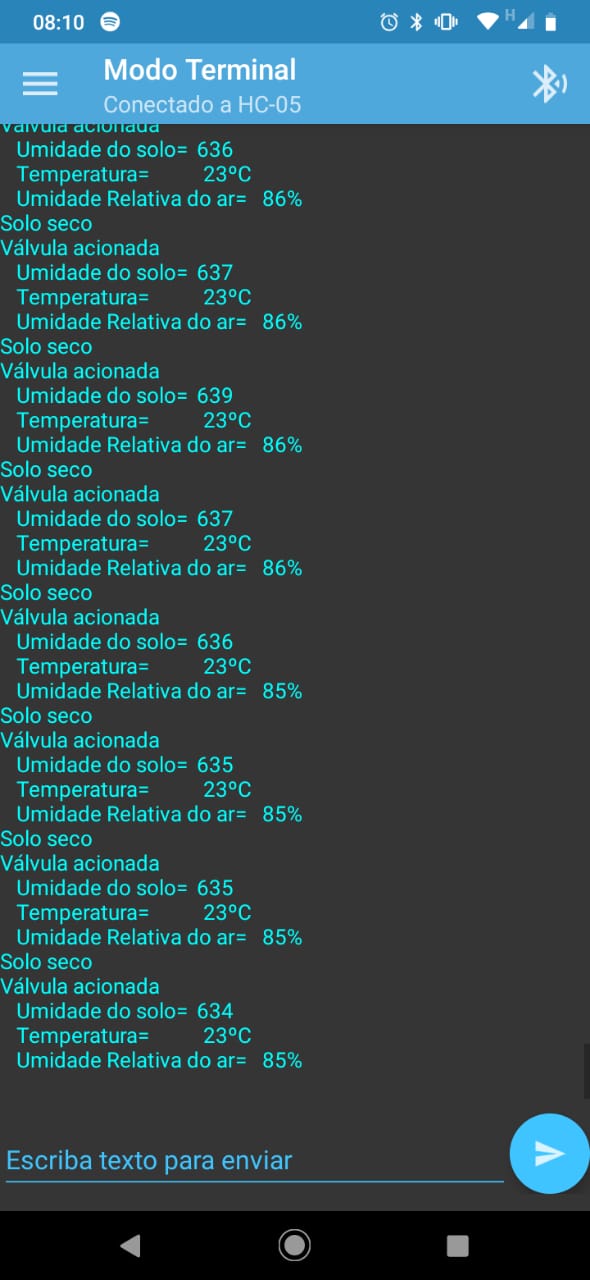 08:10
H
Modo Terminal
Conectado a HC-05
Válvula acionada
Umidade do solo= 636
Temperatura= 23ºC
Umidade Relativa do ar= 86%
Solo seco
Válvula acionada
Umidade do solo= 637
Temperatura= 23ºC
Umidade Relativa do ar= 86%
Solo seco
Válvula acionada
Umidade do solo= 639
Temperatura= 23ºC
Umidade Relativa do ar= 86%
Solo seco
Válvula acionada
Umidade do solo= 637
Temperatura= 23ºC
Umidade Relativa do ar= 86%
Solo seco
Válvula acionada
Umidade do solo= 636
Temperatura= 23ºC
Umidade Relativa do ar= 85%
Solo seco
Válvula acionada
Umidade do solo= 635
Temperatura= 23ºC
Umidade Relativa do ar= 85%
Solo seco
Válvula acionada
Umidade do solo= 635
Temperatura= 23ºC
Umidade Relativa do ar= 85%
Solo seco
Válvula acionada
Umidade do solo= 634
Temperatura= 23ºC
Umidade Relativa do ar= 85%
Escriba texto para enviar